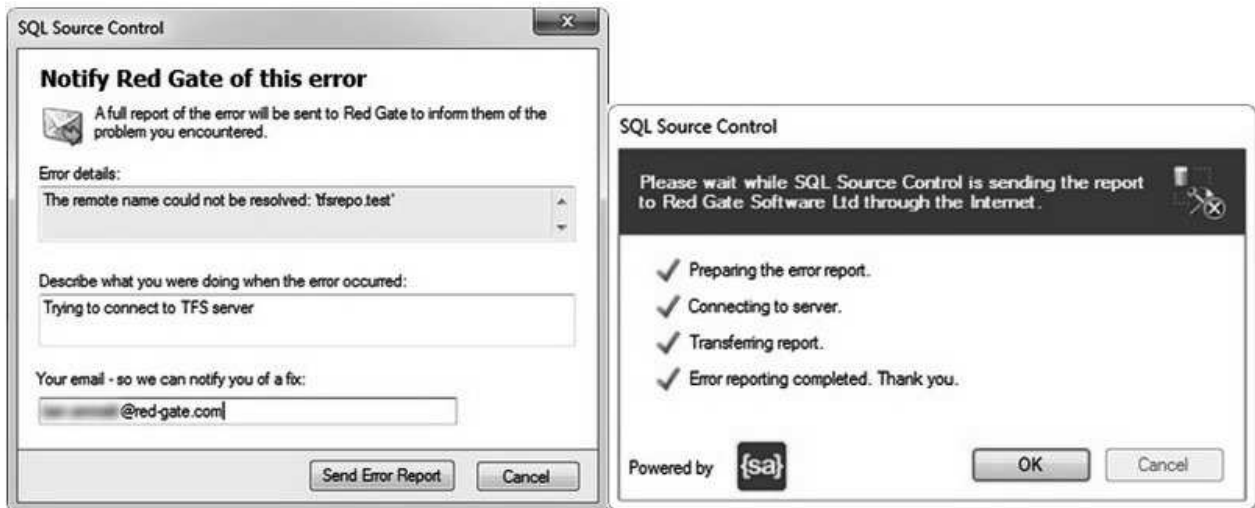 SQL Source Control
Notify Red Gate of this error
A full report of the error will be sent to Red Gate to inform them of the
problem you encountered.
Error details:
The remote name could not be resolved: 'tfsrepo.test'
Describe what you were doing when the error occurred:
Trying to connect to TFS server
Your email - so we can notify you of a fix:
@red-gate.com
Send Error Report
Cancel
SQL Source Control
Please wait while SQL Source Control is sending the report
to Red Gate Software Ltd through the Internet.
Preparing the error report.
Connecting to server.
Transferring report.
Error reporting completed. Thank you.
Powered by {sa}
OK
Cancel